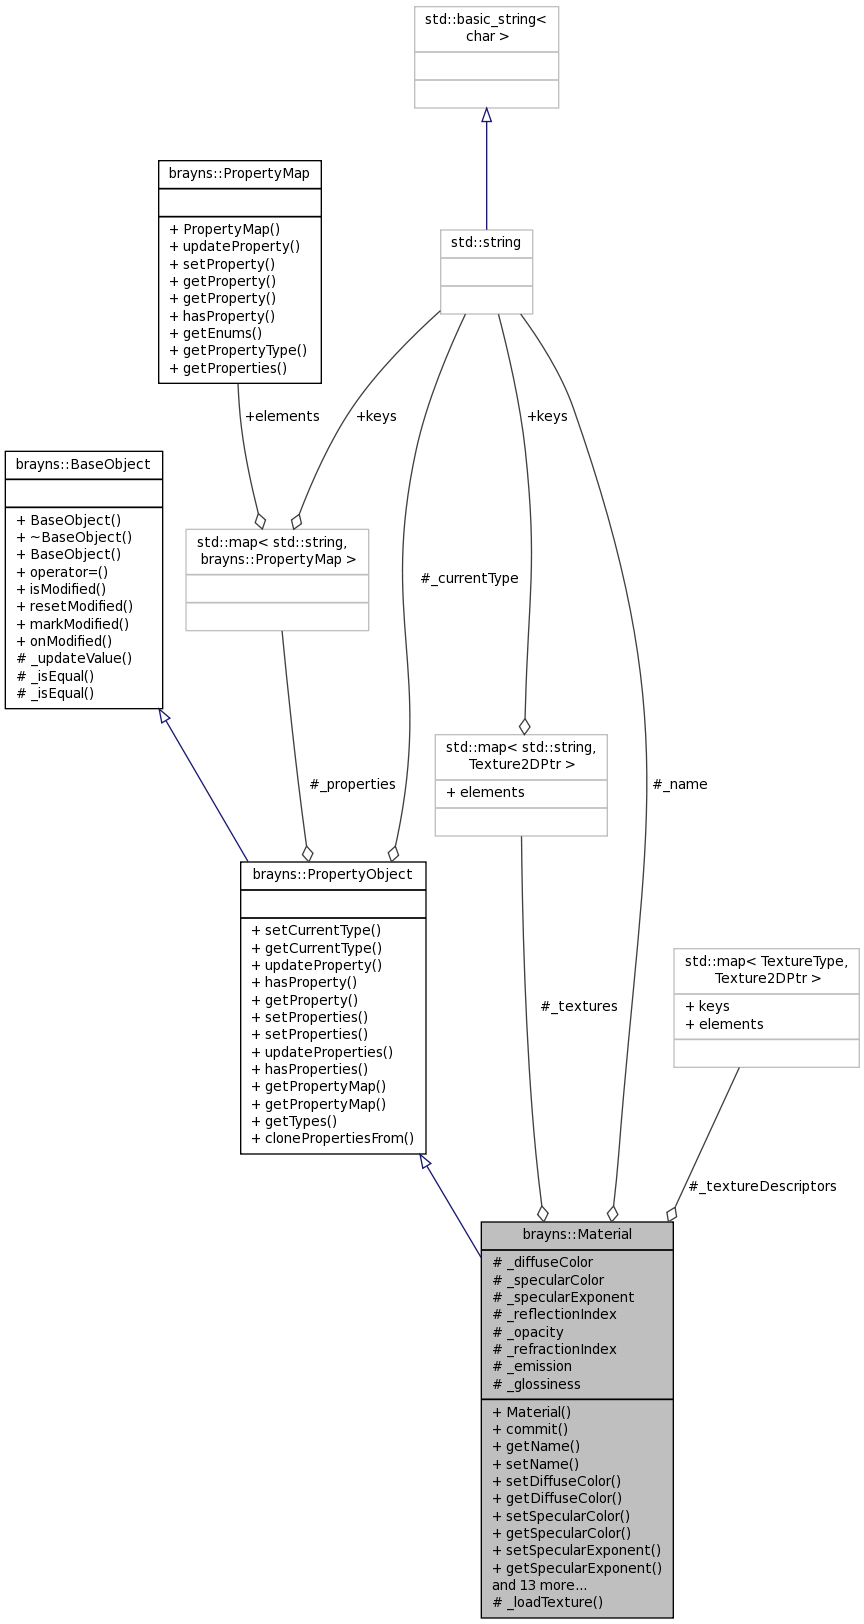 std::basic_string<
char >
brayns::PropertyMap
+ PropertyMap()
+ updateProperty()
+ setProperty()
+ getProperty()
+ getProperty()
+ hasProperty()
+ getEnums()
+ getPropertyType()
+ getProperties()
std::string
+elements
+keys
+keys
brayns::BaseObject
+ BaseObject()
+ ~BaseObject()
+ BaseObject()
+ operator=()
+ isModified()
+ resetModified()
+ markModified()
+ onModified()
# _updateValue()
# _isEqual()
# _isEqual()
std::map< std::string,
brayns::PropertyMap >
#_currentType
std::map< std::string,
Texture2DPtr >
+ elements
#_properties
#_name
brayns::PropertyObject
+ setCurrentType()
+ getCurrentType()
+ updateProperty()
+ hasProperty()
+ getProperty()
+ setProperties()
+ setProperties()
+ updateProperties()
+ hasProperties()
+ getPropertyMap()
+ getPropertyMap()
+ getTypes()
+ clonePropertiesFrom()
#_textures
std::map< TextureType,
Texture2DPtr >
+ keys
+ elements
#_textureDescriptors
brayns::Material
# _diffuseColor
# _specularColor
# _specularExponent
# _reflectionIndex
# _opacity
# _refractionIndex
# _emission
# _glossiness
+ Material()
+ commit()
+ getName()
+ setName()
+ setDiffuseColor()
+ getDiffuseColor()
+ setSpecularColor()
+ getSpecularColor()
+ setSpecularExponent()
+ getSpecularExponent()
and 13 more...
# _loadTexture()